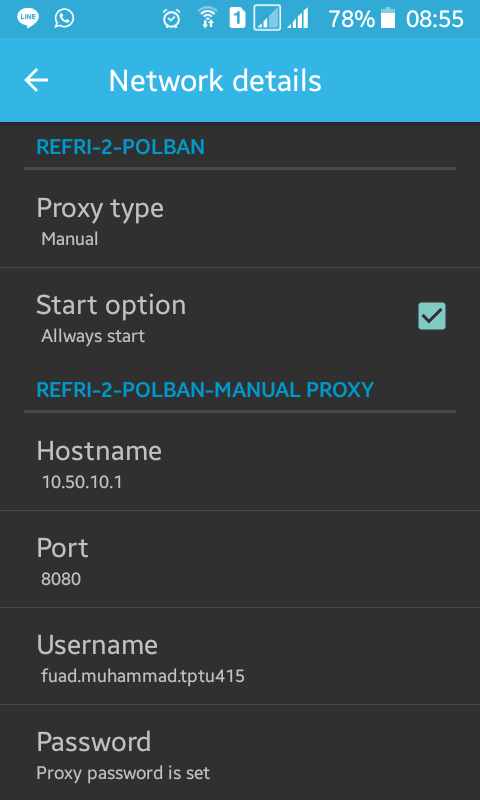 LINE 1 78% 08:55
Network details
REFRI-2-POLBAN
Proxy type
Manual
Start option
Allways start
REFRI-2-POLBAN-MANUAL PROXY
Hostname
10.50.10.1
Port
8080
Username
fuad.muhammad.tptu415
Password
Proxy password is set